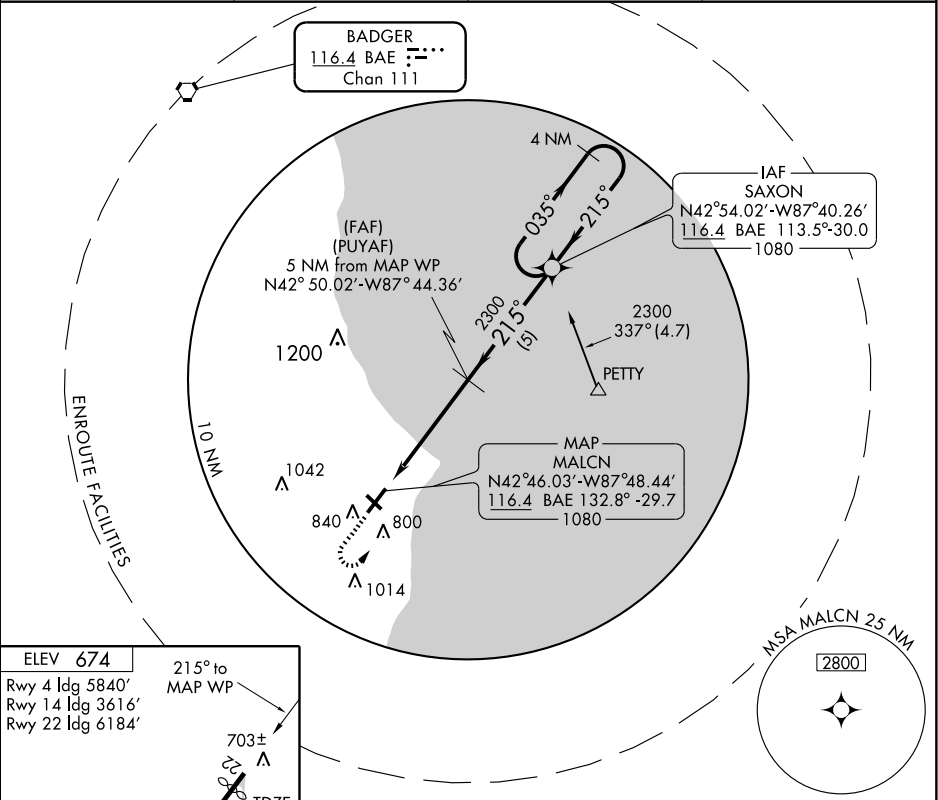 BADGER
116.4 BAE
Chan 111
4 NM
035°
215°
IAF
SAXON
N42°54.02'-W87°40.26'
116.4 BAE 113.5°-30.0
1080
(FAF)
(PUYAF)
5 NM from MAP WP
N42°50.02'-W87°44.36'
2300
215°
(5)
2300
337° (4.7)
PETTY
1200
ENROUTE FACILITIES
10 NM
1042
MAP
MALCN
N42°46.03'-W87°48.44'
116.4 BAE 132.8° -29.7
1080
840
800
1014
MSA MALCN 25 NM
2800
ELEV 674
Rwy 4 ldg 5840'
Rwy 14 ldg 3616'
Rwy 22 ldg 6184'
215° to
MAP WP
703±
22
TDZE